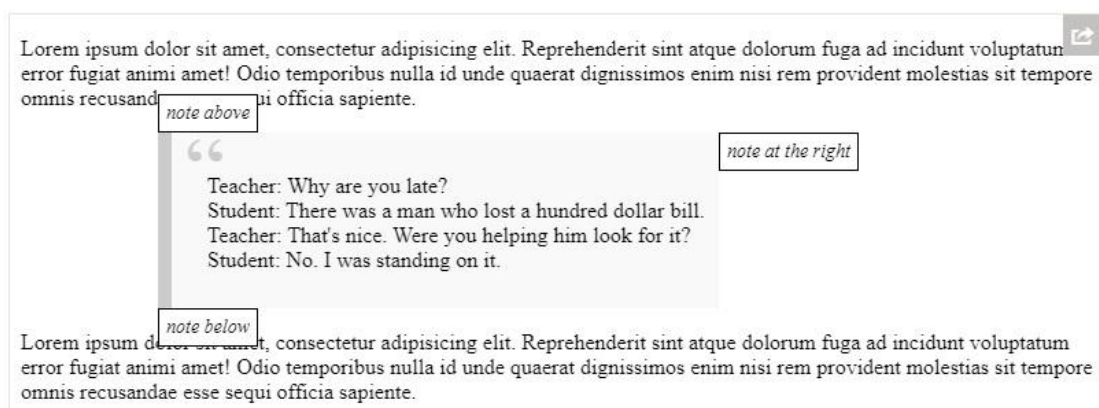 Lorem ipsum dolor sit amet, consectetur adipisicing elit. Reprehenderit sint atque dolorum fuga ad incidunt voluptatum
error fugiat animi amet! Odio temporibus nulla id unde quaerat dignissimos enim nisi rem provident molestias sit tempore
omnis officia sapiente.
note above
“
note at the right
Teacher: Why are you late?
Student: There was a man who lost a hundred dollar bill.
Teacher: That's nice. Were you helping him look for it?
Student: No. I was standing on it.
note below
Lorem ipsum consectetur adipisicing elit. Reprehenderit sint atque dolorum fuga ad incidunt voluptatum
error fugiat animi amet! Odio temporibus nulla id unde quaerat dignissimos enim nisi rem provident molestias sit tempore
omnis recusandae esse sequi officia sapiente.